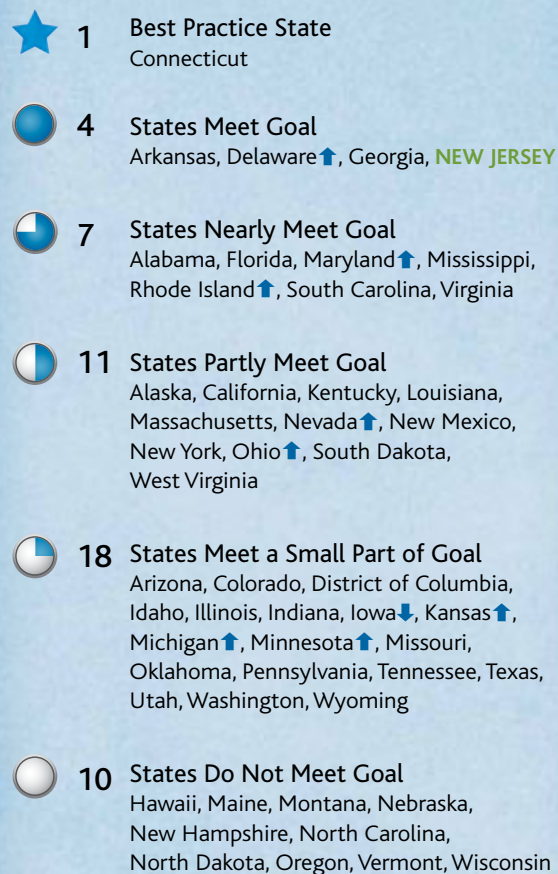 1 Best Practice State
Connecticut
4 States Meet Goal
Arkansas, Delaware⬆, Georgia, NEW JERSEY
7 States Nearly Meet Goal
Alabama, Florida, Maryland⬆, Mississippi,
Rhode Island⬆, South Carolina, Virginia
11 States Partly Meet Goal
Alaska, California, Kentucky, Louisiana,
Massachusetts, Nevada⬆, New Mexico,
New York, Ohio⬆, South Dakota,
West Virginia
18 States Meet a Small Part of Goal
Arizona, Colorado, District of Columbia,
Idaho, Illinois, Indiana, Iowa⬇, Kansas⬆,
Michigan⬆, Minnesota⬆, Missouri,
Oklahoma, Pennsylvania, Tennessee, Texas,
Utah, Washington, Wyoming
10 States Do Not Meet Goal
Hawaii, Maine, Montana, Nebraska,
New Hampshire, North Carolina,
North Dakota, Oregon, Vermont, Wisconsin